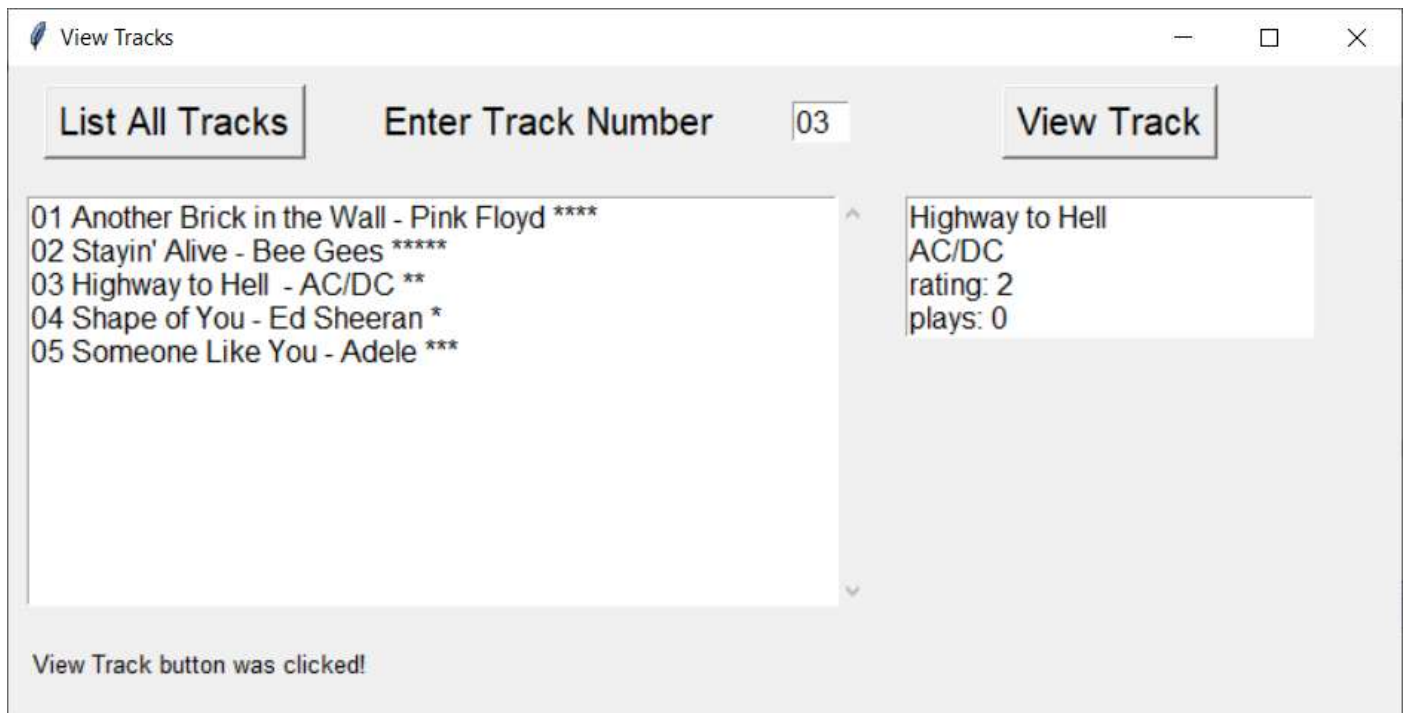 View Tracks
List All Tracks
Enter Track Number
03
View Track
01 Another Brick in the Wall - Pink Floyd ****
02 Stayin' Alive - Bee Gees *****
03 Highway to Hell  - AC/DC **
04 Shape of You - Ed Sheeran *
05 Someone Like You - Adele ***
Highway to Hell
AC/DC
rating: 2
plays: 0
View Track button was clicked!